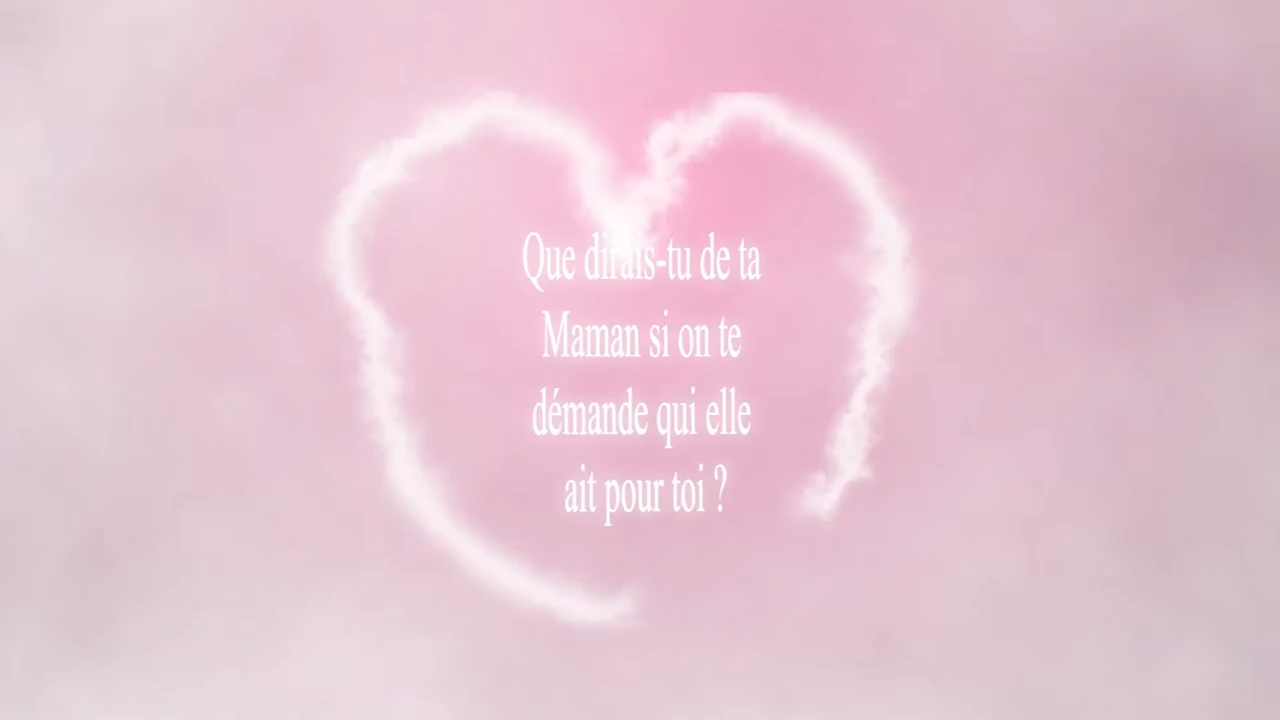 Que dirais-tu de ta
Maman si on te
démande qui elle
ait pour toi ?